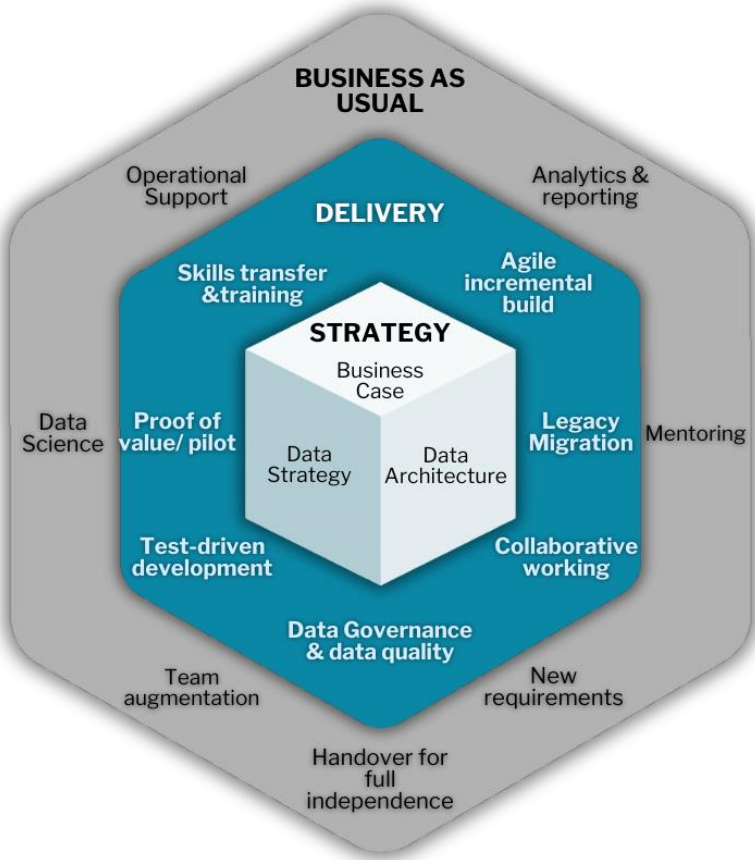 BUSINESS AS
USUAL
Operational
Support
Analytics &
reporting
DELIVERY
Skills transfer
&training
Agile
incremental
build
STRATEGY
Business
Case
Data
Science
Proof of
value/ pilot
Data
Strategy
Data
Architecture
Legacy
Migration
Mentoring
Test-driven
development
Collaborative
working
Data Governance
& data quality
Team
augmentation
New
requirements
Handover for
full
independence